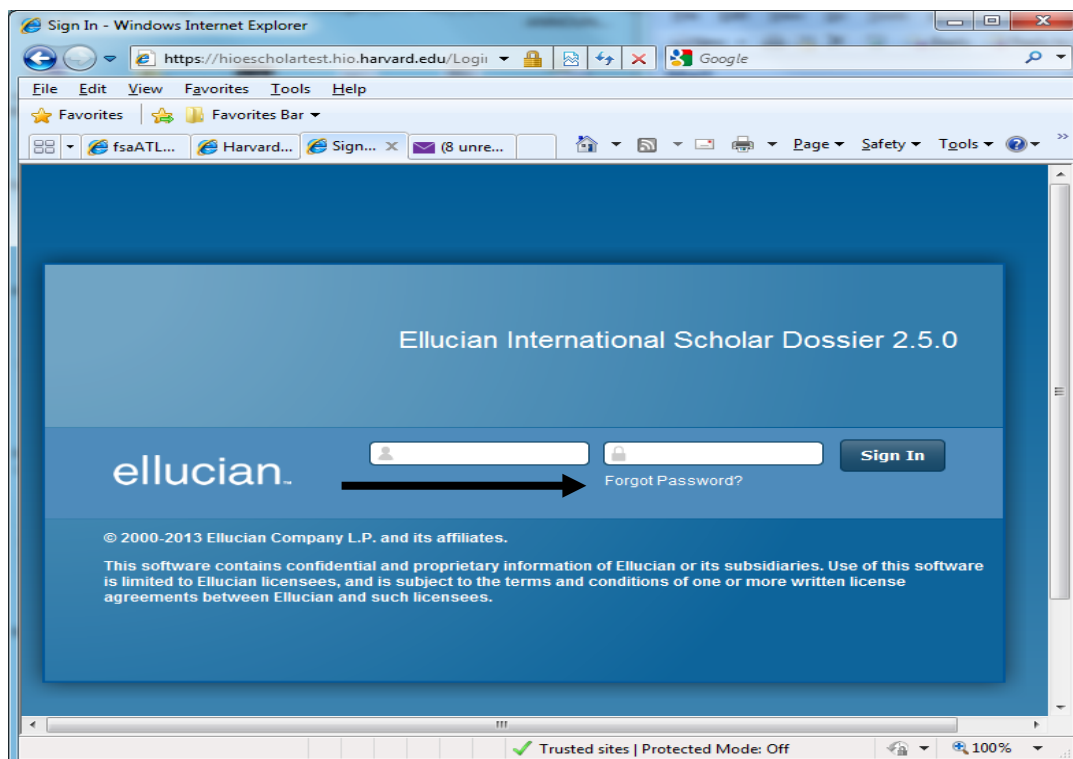 Sign In - Windows Internet Explorer
https://hioescholartest.hio.harvard.edu/Login
Google
File Edit View Favorites Tools Help
Favorites Favorites Bar
fsaATL... Harvard... Sign... X (8 unre... Page Safety Tools >>
Ellucian International Scholar Dossier 2.5.0
ellucian™
Sign In
Forgot Password?
© 2000-2013 Ellucian Company L.P. and its affiliates.
This software contains confidential and proprietary information of Ellucian or its subsidiaries. Use of this software
is limited to Ellucian licensees, and is subject to the terms and conditions of one or more written license
agreements between Ellucian and such licensees.
Trusted sites | Protected Mode: Off 100%